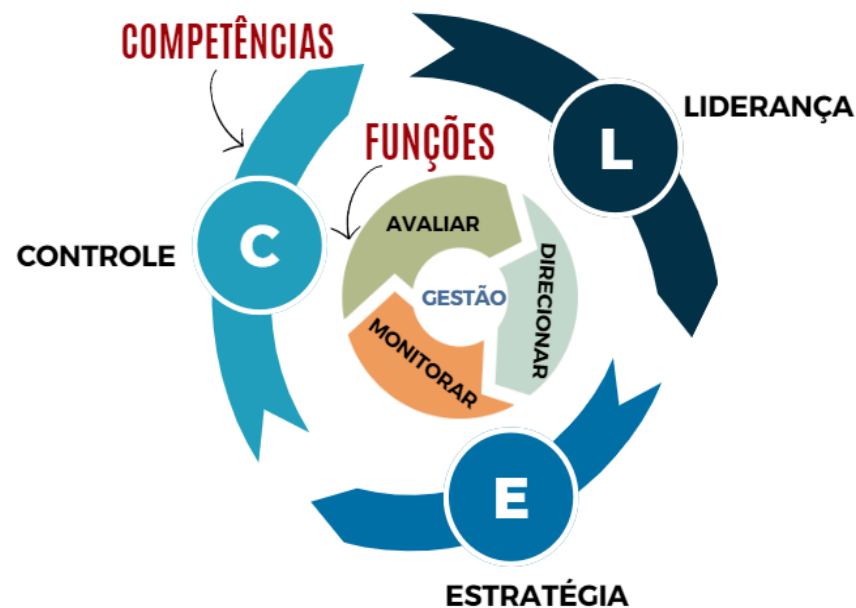 COMPETÊNCIAS
FUNÇÕES
L
LIDERANÇA
C
CONTROLE
AVALIAR
DIRECIONAR
GESTÃO
MONITORAR
E
ESTRATÉGIA